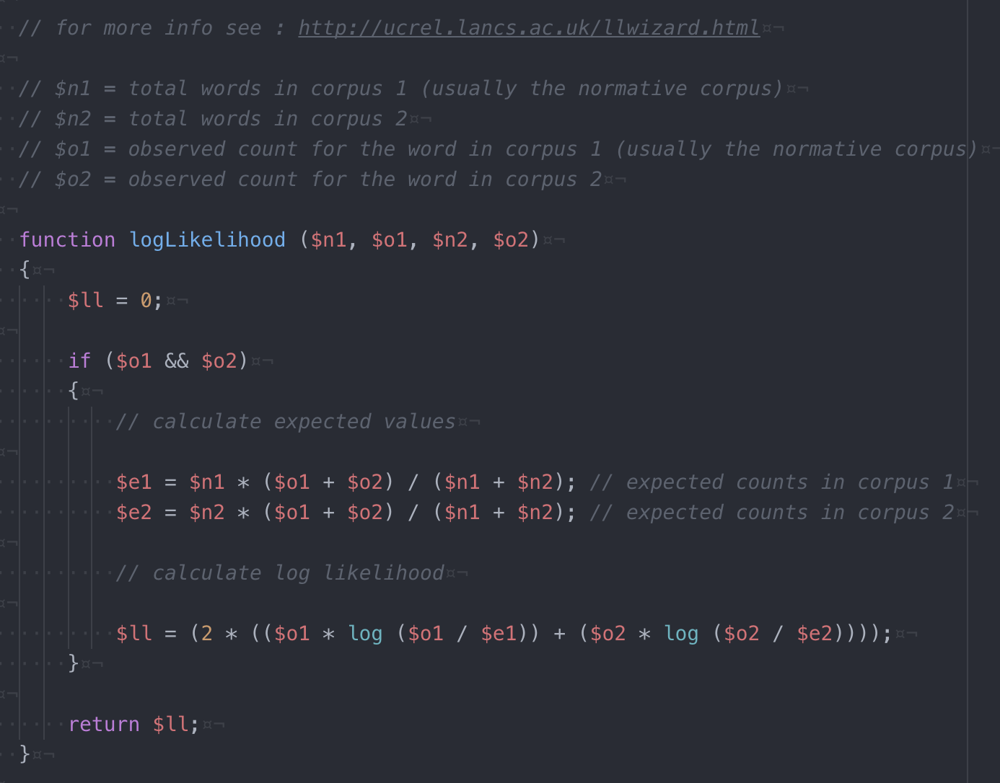 // for more info see : http://ucrel.lancs.ac.uk/llwizard.html
// $n1 = total words in corpus 1 (usually the normative corpus)
// $n2 = total words in corpus 2
// $o1 = observed count for the word in corpus 1 (usually the normative corpus)
// $o2 = observed count for the word in corpus 2
function logLikelihood ($n1, $o1, $n2, $o2)
{
$ll = 0;
if ($o1 && $o2)
{
// calculate expected values
$e1 = $n1 * ($o1 + $o2) / ($n1 + $n2); // expected counts in corpus 1
$e2 = $n2 * ($o1 + $o2) / ($n1 + $n2); // expected counts in corpus 2
// calculate log likelihood
$ll = (2 * (($o1 * log ($o1 / $e1)) + ($o2 * log ($o2 / $e2))));
}
return $ll;
}